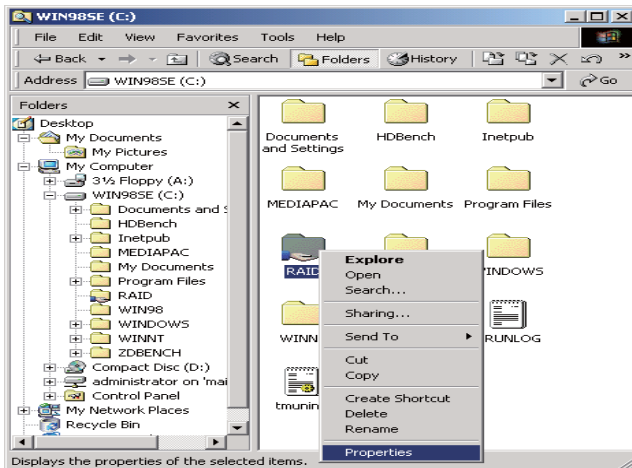 WIN98SE (C:)
File Edit View Favorites Tools Help
Back Search Folders History »
Address WIN98SE (C:) Go
Folders
Desktop
My Documents
My Pictures
My Computer
3½ Floppy (A:)
WIN98SE (C:)
Documents and
HDBench
Inetpub
MEDIAPAC
My Documents
Program Files
RAID
WIN98
WINDOWS
WINNT
ZDBENCH
Compact Disc (D:)
administrator on 'mai
Control Panel
My Network Places
Recycle Bin
Documents and Settings
HDBench
Inetpub
MEDIAPAC
My Documents
Program Files
RAID
INDOWS
WINN
RUNLOG
tmunin
Explore
Open
Search...
Sharing...
Send To
Cut
Copy
Create Shortcut
Delete
Rename
Properties
Displays the properties of the selected items.